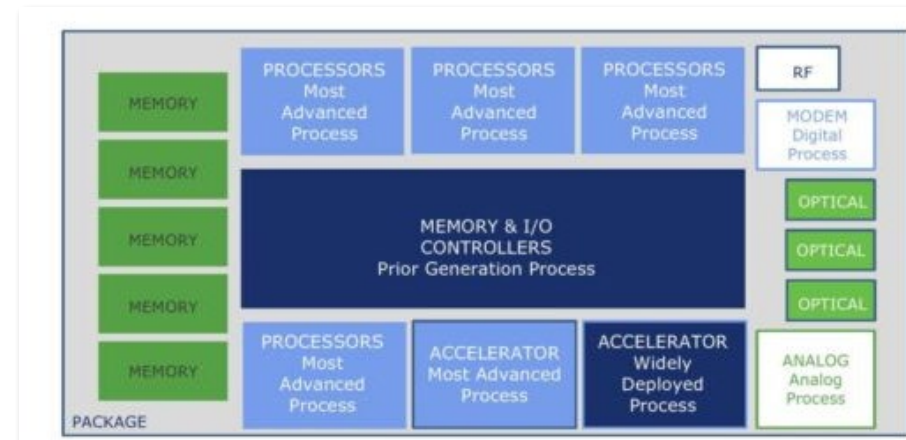 MEMORY
MEMORY
MEMORY
MEMORY
MEMORY
PROCESSORS
Most
Advanced
Process
PROCESSORS
Most
Advanced
Process
PROCESSORS
Most
Advanced
Process
MEMORY & I/O
CONTROLLERS
Prior Generation Process
PROCESSORS
Most
Advanced
Process
ACCELERATOR
Most Advanced
Process
ACCELERATOR
Widely
Deployed
Process
RF
MODEM
Digital
Process
OPTICAL
OPTICAL
OPTICAL
ANALOG
Analog
Process
PACKAGE